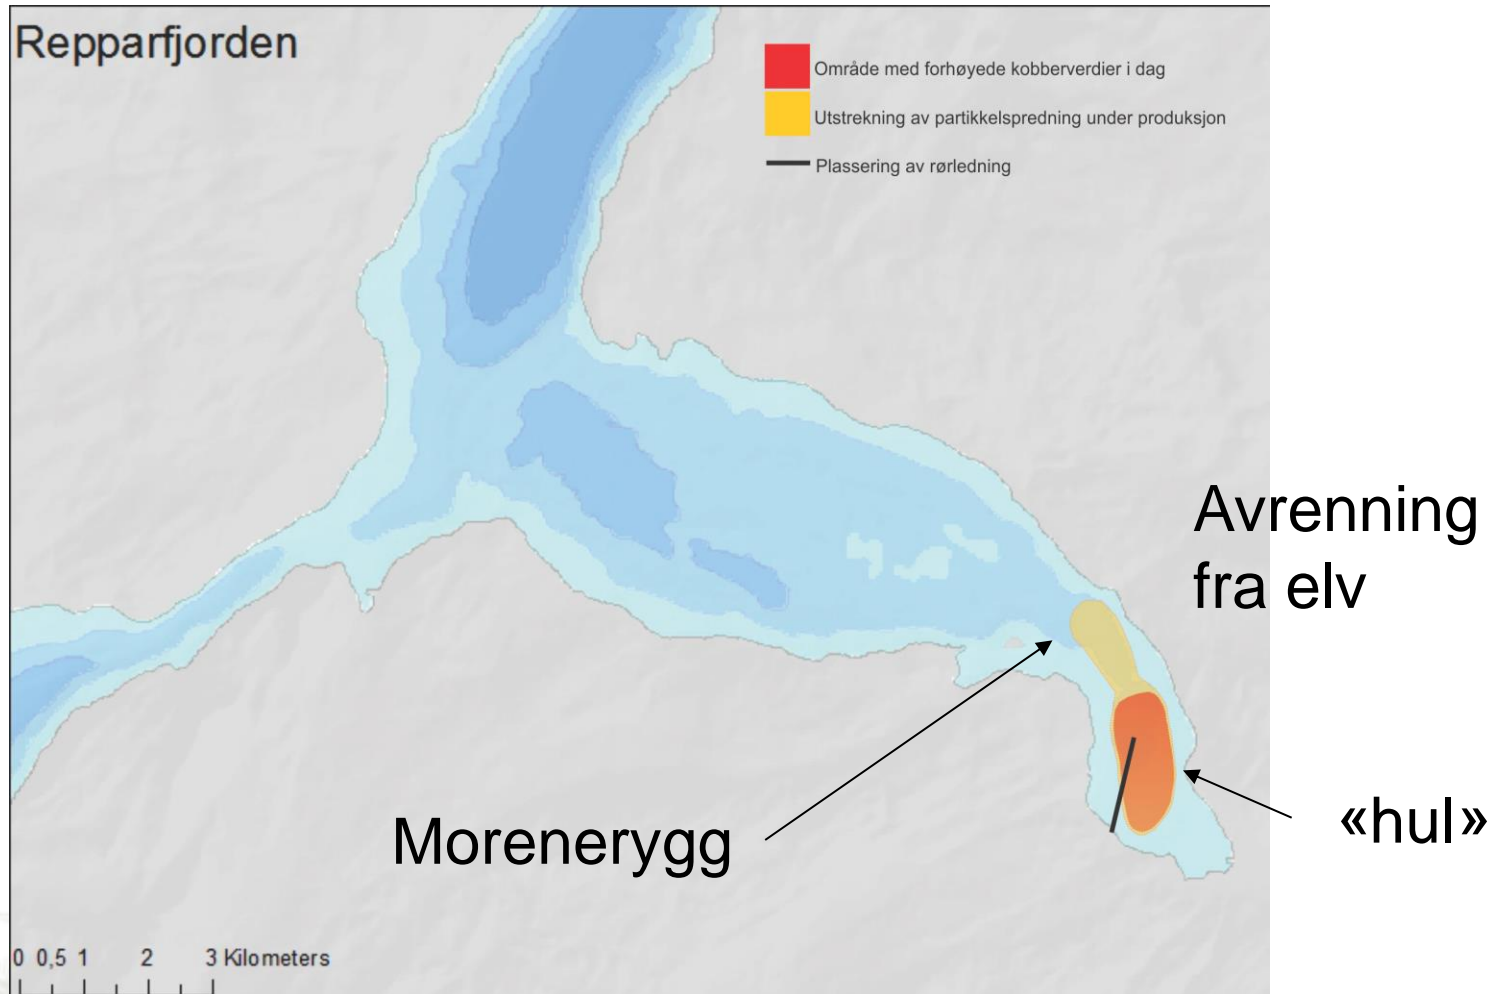 Repparfjorden
Område med forhøyede kobberverdier i dag
Utstrekning av partikkelspredning under produksjon
Plassering av rørledning
Avrenning
fra elv
«hul»
Morenerygg
0 0,5 1 2 3 Kilometers